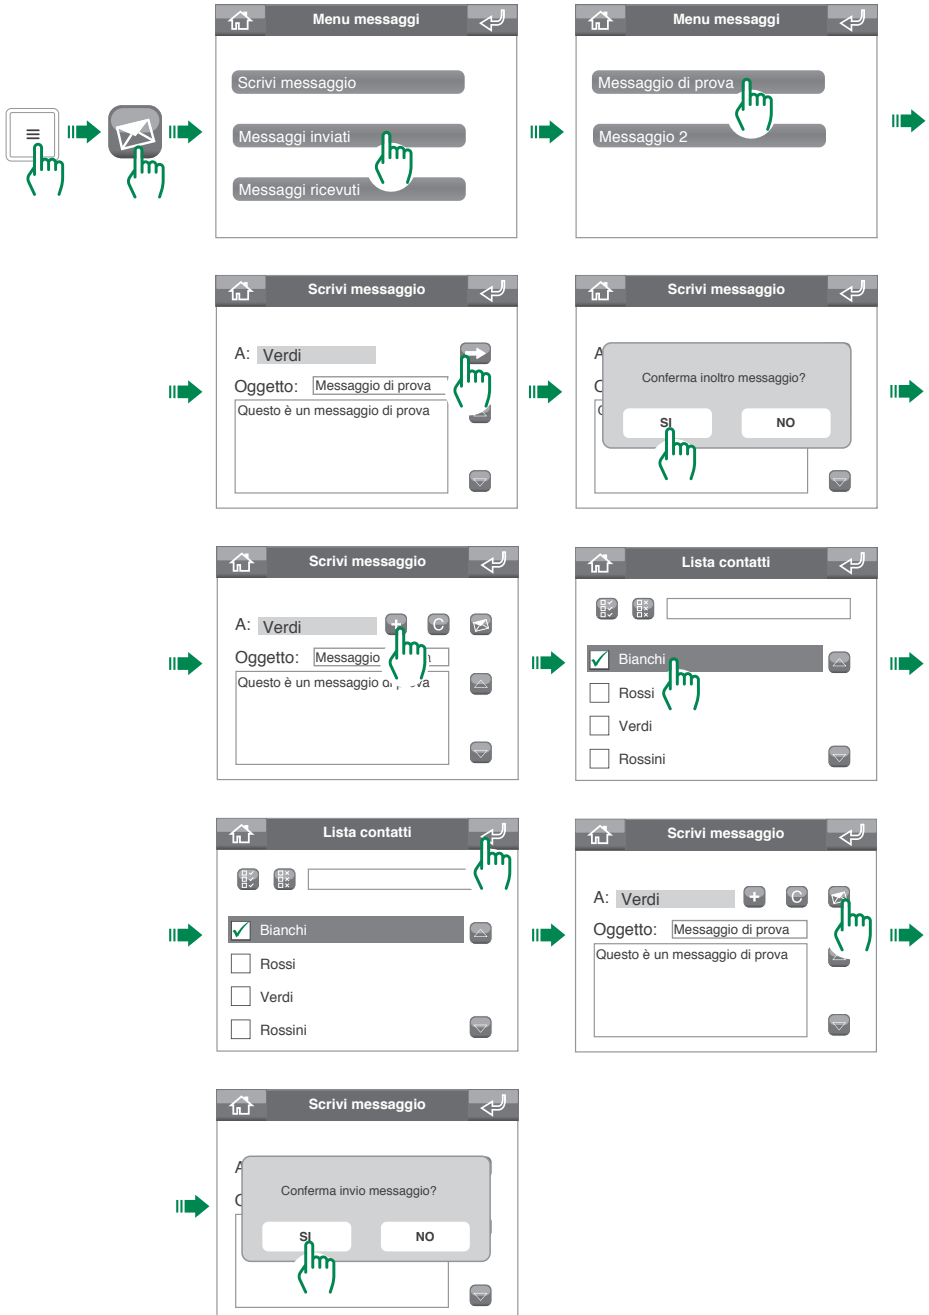 Menu messaggi
Scrivi messaggio
Messaggi inviati
Messaggi ricevuti
Menu messaggi
Messaggio di prova
Messaggio 2
Scrivi messaggio
A: Verdi
Oggetto: Messaggio di prova
Questo è un messaggio di prova
Scrivi messaggio
A
Conferma inoltro messaggio?
SI NO
Scrivi messaggio
A: Verdi + C
Oggetto: Messaggio
Questo è un messaggio di prova
Lista contatti
Bianchi
Rossi
Verdi
Rossini
Lista contatti
Bianchi
Rossi
Verdi
Rossini
Scrivi messaggio
A: Verdi + C
Oggetto: Messaggio di prova
Questo è un messaggio di prova
Scrivi messaggio
A
Conferma invio messaggio?
SI NO